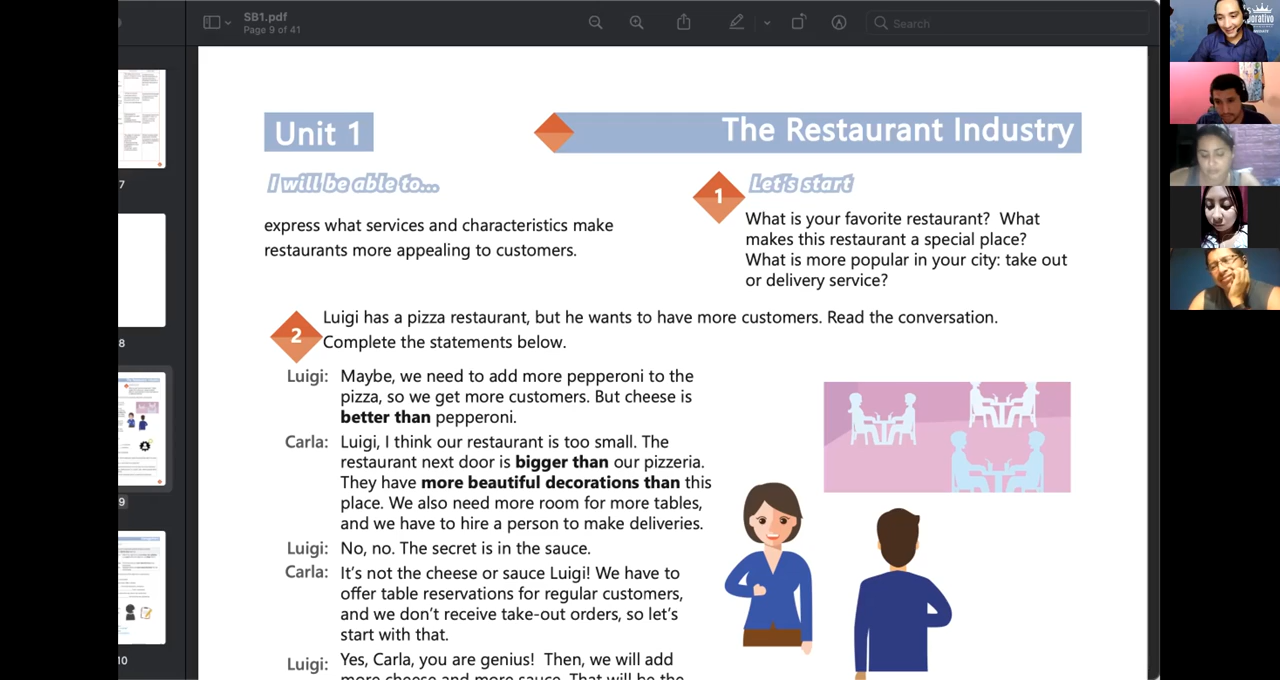 SB1.pdf
Page 9 of 41
Search
Unit 1
The Restaurant Industry
I will be able to...
express what services and characteristics make
restaurants more appealing to customers.
1
Let's start
What is your favorite restaurant? What
makes this restaurant a special place?
What is more popular in your city: take out
or delivery service?
2
Luigi has a pizza restaurant, but he wants to have more customers. Read the conversation.
Complete the statements below.
Luigi: Maybe, we need to add more pepperoni to the
pizza, so we get more customers. But cheese is
better than pepperoni.
Carla: Luigi, I think our restaurant is too small. The
restaurant next door is bigger than our pizzeria.
They have more beautiful decorations than this
place. We also need more room for more tables,
and we have to hire a person to make deliveries.
Luigi: No, no. The secret is in the sauce.
Carla: It's not the cheese or sauce Luigi! We have to
offer table reservations for regular customers,
and we don't receive take-out orders, so let's
start with that.
Luigi: Yes, Carla, you are genius! Then, we will add
more cheese and more sauce. That will be the
7
8
9
10